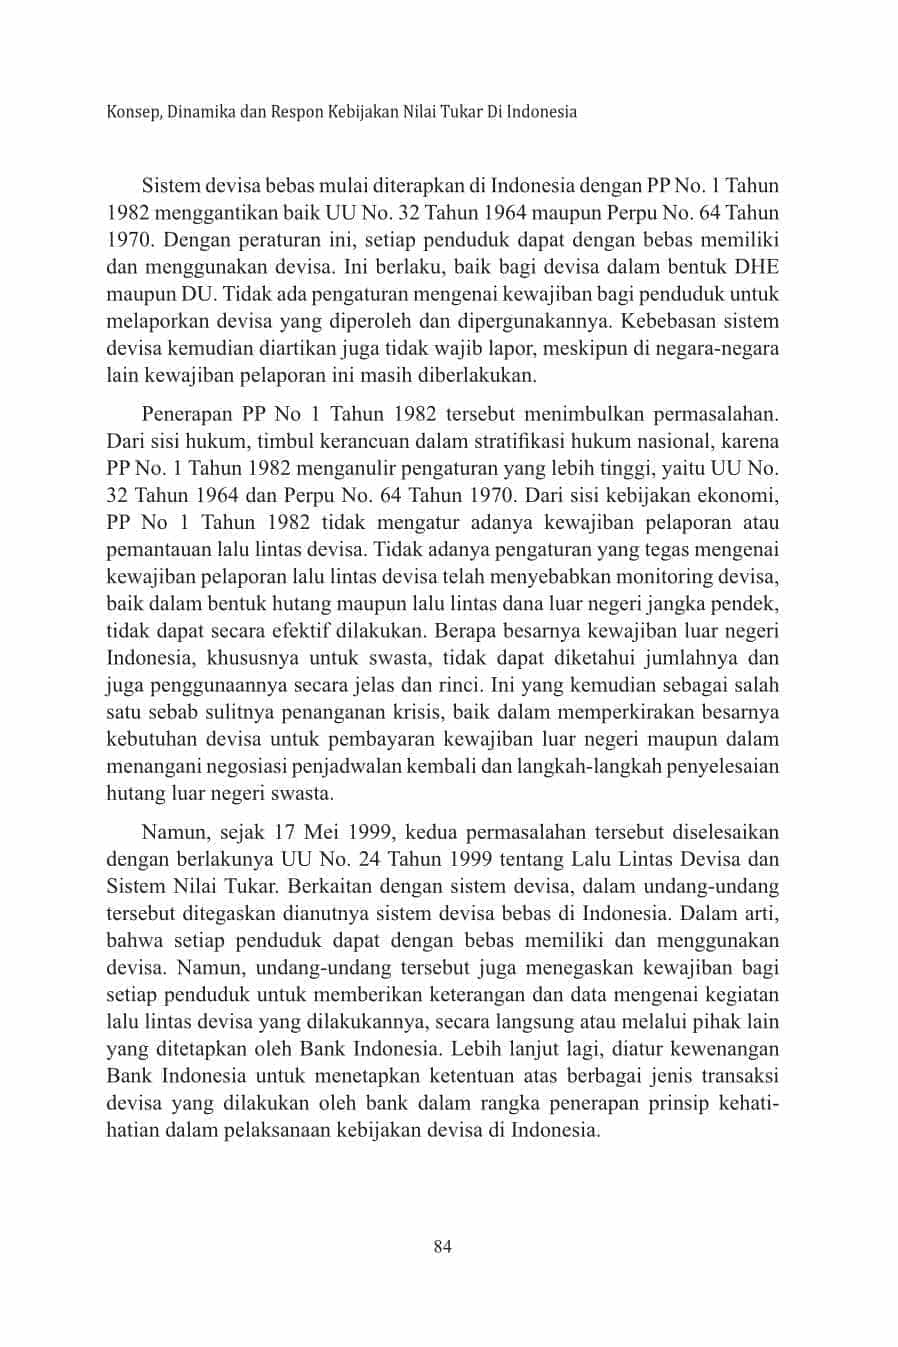 Konsep, Dinamika dan Respon Kebijakan Nilai Tukar Di Indonesia
Sistem devisa bebas mulai diterapkan di Indonesia dengan PP No. 1 Tahun
1982 menggantikan baik UU No. 32 Tahun 1964 maupun Perpu No. 64 Tahun
1970. Dengan peraturan ini, setiap penduduk dapat dengan bebas memiliki
dan menggunakan devisa. Ini berlaku, baik bagi devisa dalam bentuk DHE
maupun DU. Tidak ada pengaturan mengenai kewajiban bagi penduduk untuk
melaporkan devisa yang diperoleh dan dipergunakannya. Kebebasan sistem
devisa kemudian diartikan juga tidak wajib lapor, meskipun di negara-negara
lain kewajiban pelaporan ini masih diberlakukan.
Penerapan PP No 1 Tahun 1982 tersebut menimbulkan permasalahan.
Dari sisi hukum, timbul kerancuan dalam stratifikasi hukum nasional, karena
PP No. 1 Tahun 1982 menganulir pengaturan yang lebih tinggi, yaitu UU No.
32 Tahun 1964 dan Perpu No. 64 Tahun 1970. Dari sisi kebijakan ekonomi,
PP No 1 Tahun 1982 tidak mengatur adanya kewajiban pelaporan atau
pemantauan lalu lintas devisa. Tidak adanya pengaturan yang tegas mengenai
kewajiban pelaporan lalu lintas devisa telah menyebabkan monitoring devisa,
baik dalam bentuk hutang maupun lalu lintas dana luar negeri jangka pendek,
tidak dapat secara efektif dilakukan. Berapa besarnya kewajiban luar negeri
Indonesia, khususnya untuk swasta, tidak dapat diketahui jumlahnya dan
juga penggunaannya secara jelas dan rinci. Ini yang kemudian sebagai salah
satu sebab sulitnya penanganan krisis, baik dalam memperkirakan besarnya
kebutuhan devisa untuk pembayaran kewajiban luar negeri maupun dalam
menangani negosiasi penjadwalan kembali dan langkah-langkah penyelesaian
hutang luar negeri swasta.
Namun, sejak 17 Mei 1999, kedua permasalahan tersebut diselesaikan
dengan berlakunya UU No. 24 Tahun 1999 tentang Lalu Lintas Devisa dan
Sistem Nilai Tukar. Berkaitan dengan sistem devisa, dalam undang-undang
tersebut ditegaskan dianutnya sistem devisa bebas di Indonesia. Dalam arti,
bahwa setiap penduduk dapat dengan bebas memiliki dan menggunakan
devisa. Namun, undang-undang tersebut juga menegaskan kewajiban bagi
setiap penduduk untuk memberikan keterangan dan data mengenai kegiatan
lalu lintas devisa yang dilakukannya, secara langsung atau melalui pihak lain
yang ditetapkan oleh Bank Indonesia. Lebih lanjut lagi, diatur kewenangan
Bank Indonesia untuk menetapkan ketentuan atas berbagai jenis transaksi
devisa yang dilakukan oleh bank dalam rangka penerapan prinsip kehati-
hatian dalam pelaksanaan kebijakan devisa di Indonesia.
84